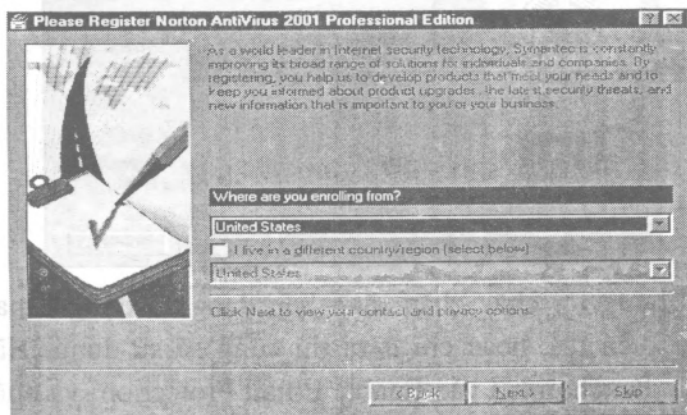 Please Register Norton AntiVirus 2001 Professional Edition
As a world leader in Internet security technology, Symantec is constantly
improving its broad range of solutions for individuals and companies. By
registering, you help us to develop products that meet your needs and to
keep you informed about product upgrades, the latest security threats, and
new information that is important to you or your business.
Where are you enrolling from?
United States
I live in a different country/region (select below)
United States
Click Next to view your contact and privacy options.
< Back
Next >
Skip